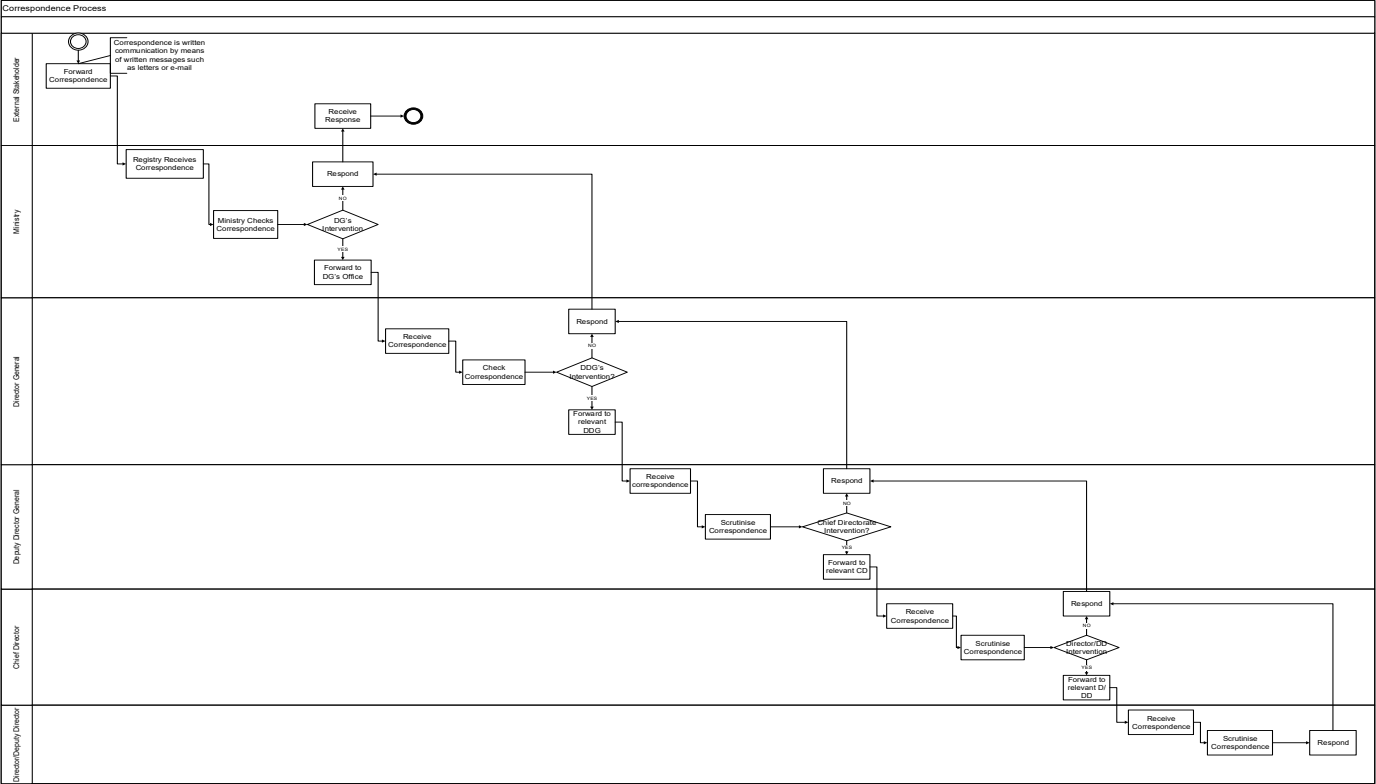 Correspondence Process
External Stakeholder
Correspondence is written
communication by means
of written messages such
as letters or e-mail
Forward
Correspondence
Receive
Response
Ministry
Registry Receives
Correspondence
Respond
NO
Ministry Checks
Correspondence
DG's
Intervention
YES
Forward to
DG's Office
Director General
Respond
Receive
Correspondence
NO
Check
Correspondence
DDG's
Intervention?
YES
Forward to
relevant
DDG
Deputy Director General
Receive
correspondence
Respond
NO
Scrutinise
Correspondence
Chief Directorate
Intervention?
YES
Forward to
relevant CD
Chief Director
Respond
Receive
Correspondence
NO
Scrutinise
Correspondence
Director/DD
Intervention
YES
Forward to
relevant D/
DD
Director/Deputy Director
Receive
Correspondence
Scrutinise
Correspondence
Respond